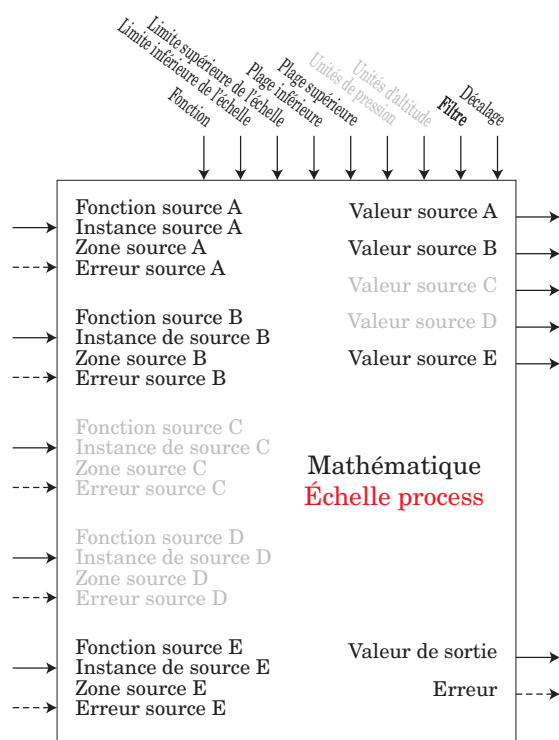 Fonction
Limite inférieure de l'échelle
Limite supérieure de l'échelle
Plage inférieure
Plage supérieure
Unités de pression
Unités d'altitude
Filtre
Décalage
Fonction source A
Instance source A
Zone source A
Erreur source A
Fonction source B
Instance de source B
Zone source B
Erreur source B
Fonction source C
Instance de source C
Zone source C
Erreur source C
Fonction source D
Instance de source D
Zone source D
Erreur source D
Fonction source E
Instance de source E
Zone source E
Erreur source E
Valeur source A
Valeur source B
Valeur source C
Valeur source D
Valeur source E
Mathématique
Échelle process
Valeur de sortie
Erreur